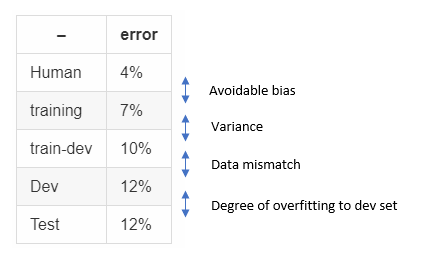 – error
Human 4%
Avoidable bias
training 7%
Variance
train-dev 10%
Data mismatch
Dev 12%
Degree of overfitting to dev set
Test 12%